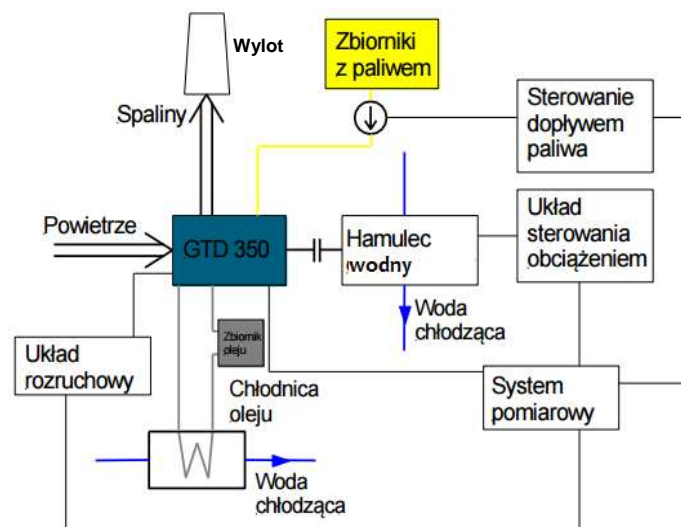 Wylot
Zbiorniki
z paliwem
Spaliny
Sterowanie
dopływem
paliwa
Powietrze
GTD 350
Hamulec
wodny
Układ
sterowania
obciążeniem
Zbiornik
oleju
Woda
chłodząca
Układ
rozruchowy
Chłodnica
oleju
System
pomiarowy
Woda
chłodząca